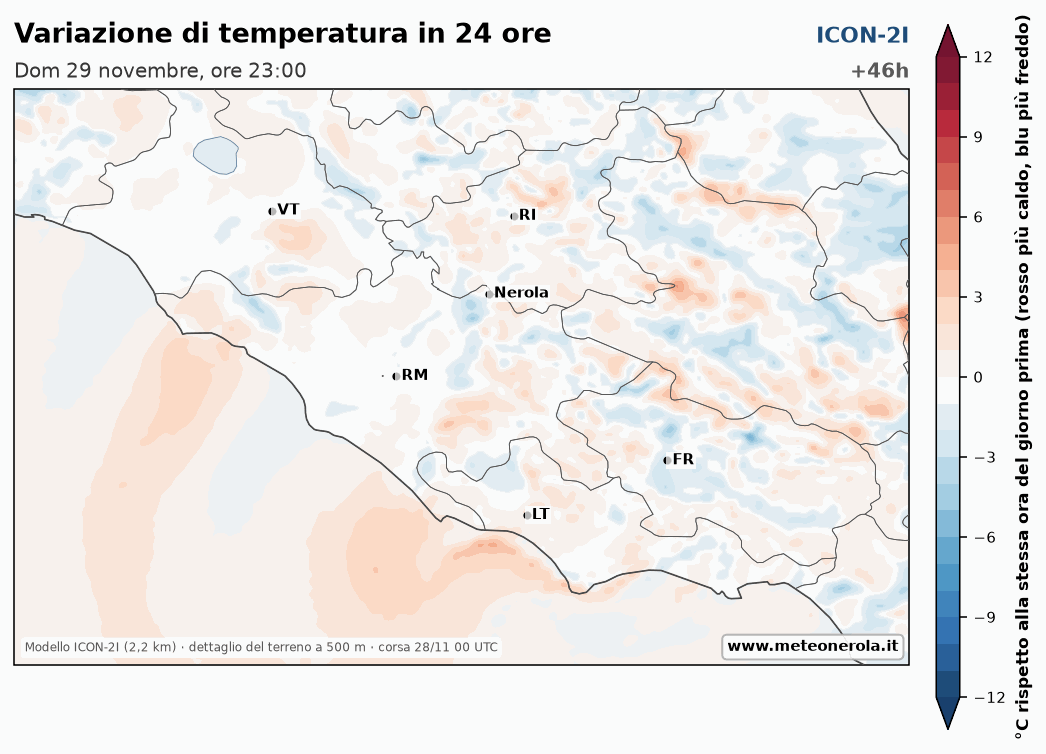 Variazione di temperatura in 24 ore
ICON-2I
Dom 29 novembre, ore 23:00
+46h
VT
RI
Nerola
RM
FR
LT
Modello ICON-2I (2,2 km) · dettaglio del terreno a 500 m · corsa 28/11 00 UTC
www.meteonerola.it
12
9
6
3
0
−3
−6
−9
−12
°C rispetto alla stessa ora del giorno prima (rosso più caldo, blu più freddo)